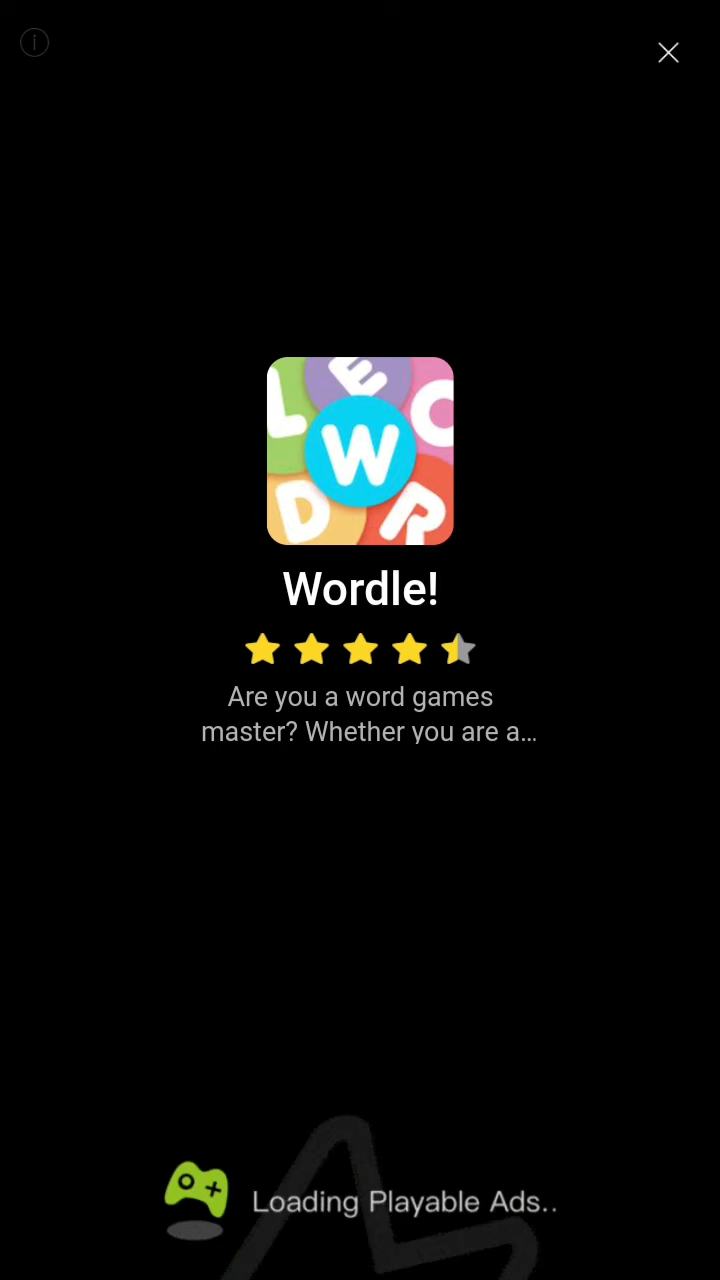 L E O
W
D R
Wordle!
Are you a word games
master? Whether you are a...
Loading Playable Ads..